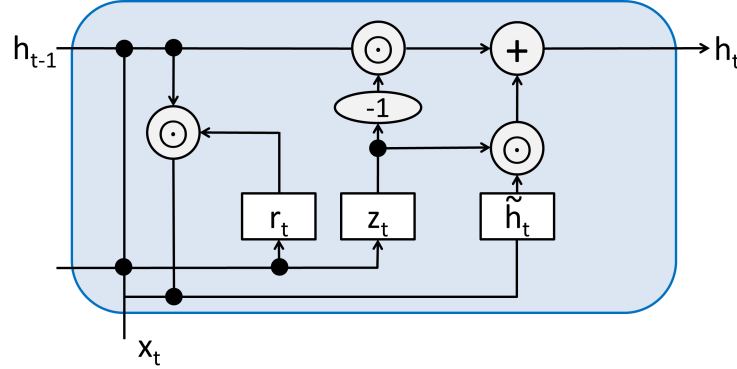 h_{t-1}
⊙
+
h_t
-1
⊙
⊙
r_t
z_t
h̃_t
x_t